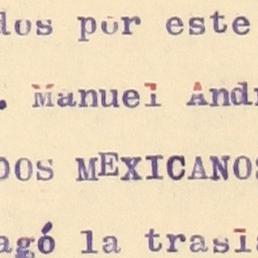 dos por este
. Manuel Andr
DOS MEXICANOS
agó la trasla